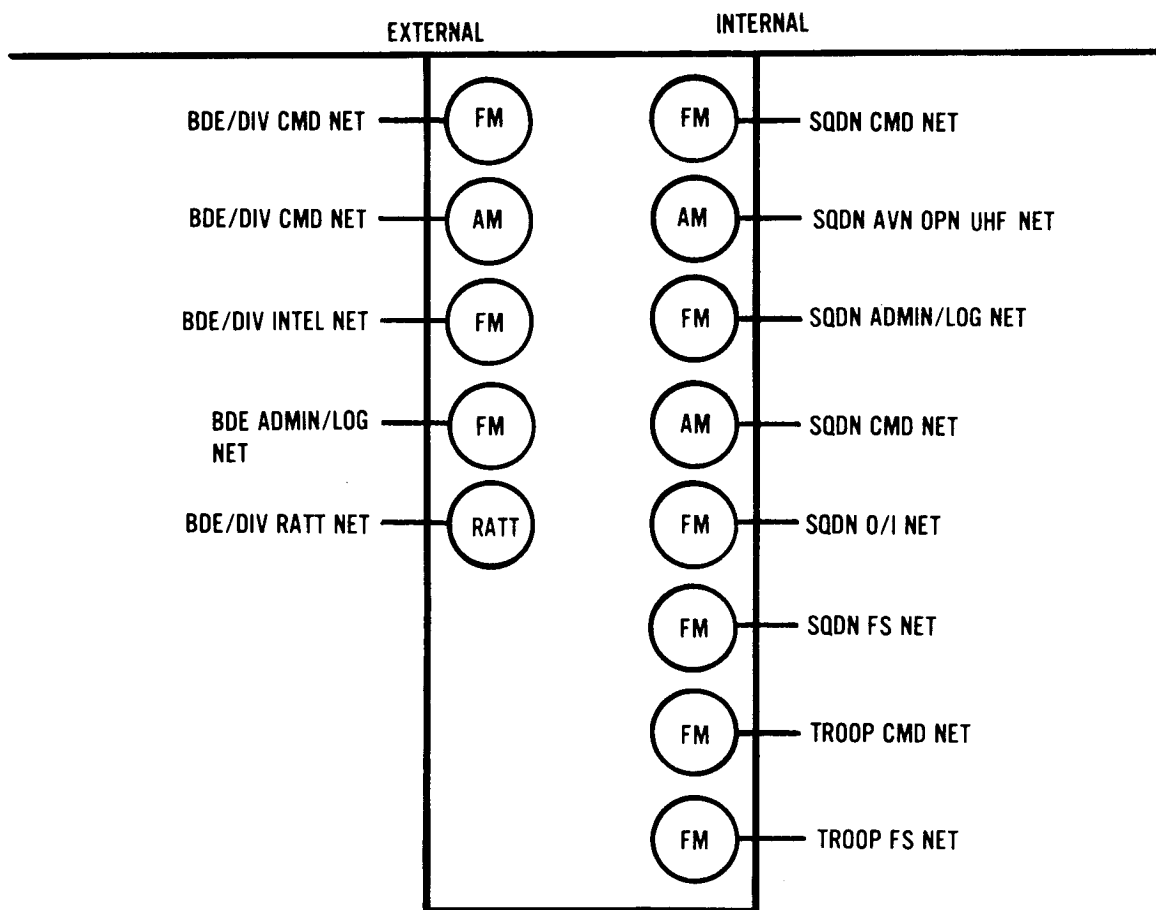 EXTERNAL INTERNAL
BDE/DIV CMD NET FM FM SQDN CMD NET
BDE/DIV CMD NET AM AM SQDN AVN OPN UHF NET
BDE/DIV INTEL NET FM FM SQDN ADMIN/LOG NET
BDE ADMIN/LOG
NET FM AM SQDN CMD NET
BDE/DIV RATT NET RATT FM SQDN O/I NET
FM SQDN FS NET
FM TROOP CMD NET
FM TROOP FS NET